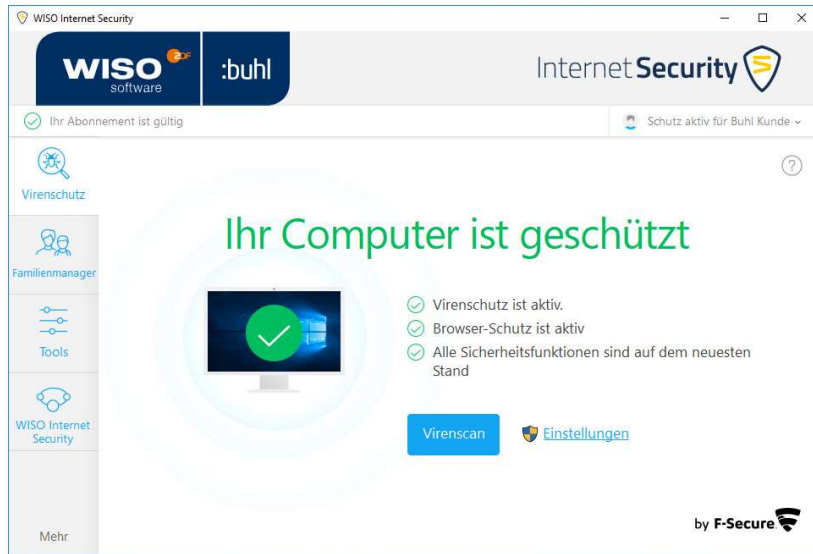 WISO Internet Security
WISO
ZDF
software
:buhl
Internet Security
Ihr Abonnement ist gültig
Schutz aktiv für Buhl Kunde
Virenschutz
?
Ihr Computer ist geschützt
Familienmanager
Virenschutz ist aktiv.
Browser-Schutz ist aktiv
Alle Sicherheitsfunktionen sind auf dem neuesten
Stand
Tools
WISO Internet
Security
Virenscan
Einstellungen
by F-Secure.
Mehr